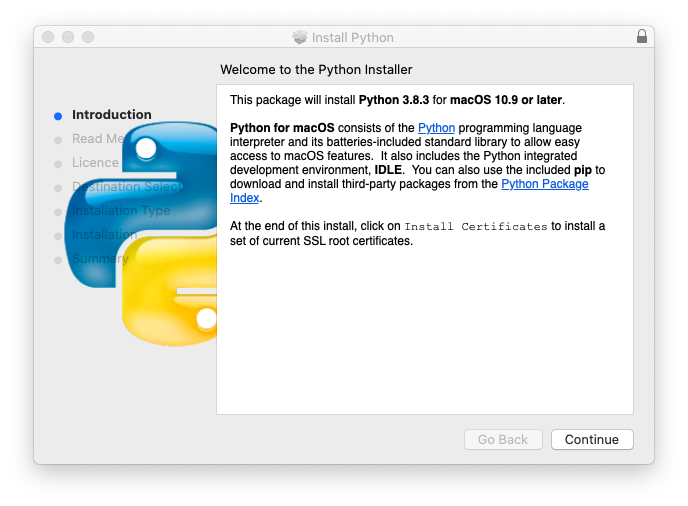 Install Python
Welcome to the Python Installer
Introduction
Read Me
Licence
Destination Select
Installation Type
Installation
Summary
This package will install Python 3.8.3 for macOS 10.9 or later.
Python for macOS consists of the Python programming language
interpreter and its batteries-included standard library to allow easy
access to macOS features. It also includes the Python integrated
development environment, IDLE. You can also use the included pip to
download and install third-party packages from the Python Package
Index.
At the end of this install, click on Install Certificates to install a
set of current SSL root certificates.
Go Back
Continue